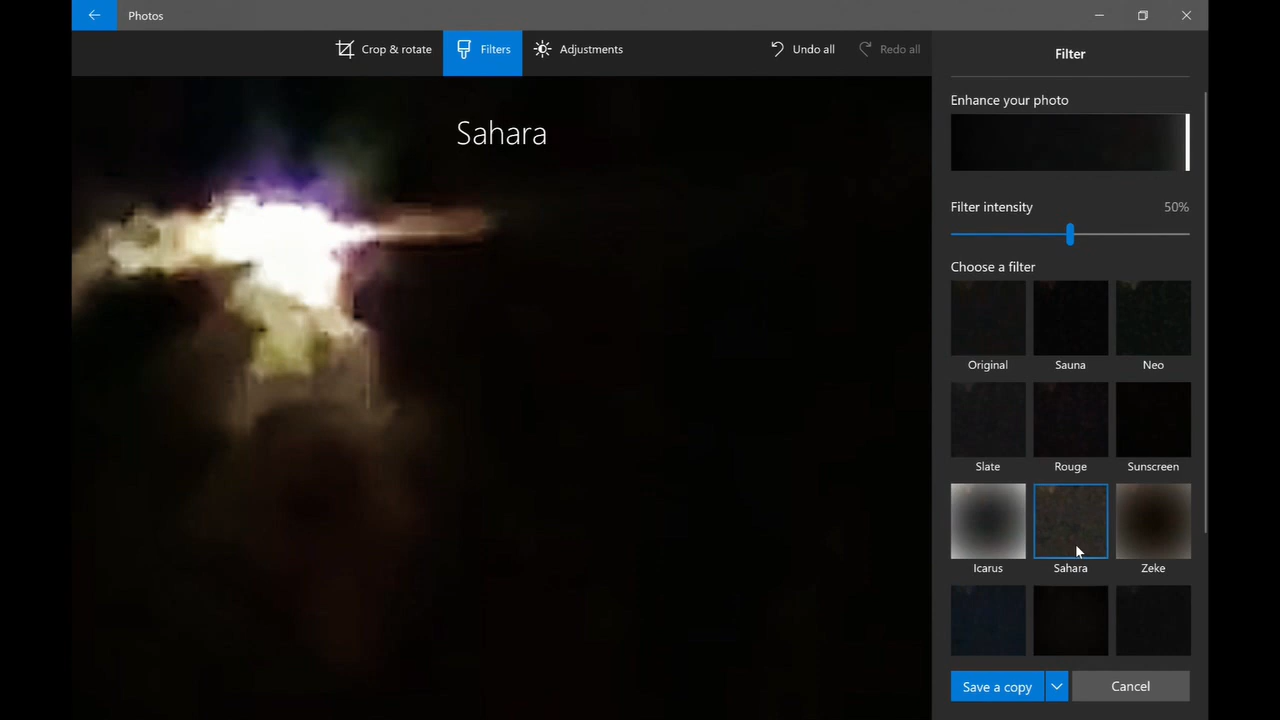 Photos
Crop & rotate
Filters
Adjustments
Undo all
Redo all
Filter
Sahara
Enhance your photo
Filter intensity
50%
Choose a filter
Original
Sauna
Neo
Slate
Rouge
Sunscreen
Icarus
Sahara
Zeke
Save a copy
Cancel